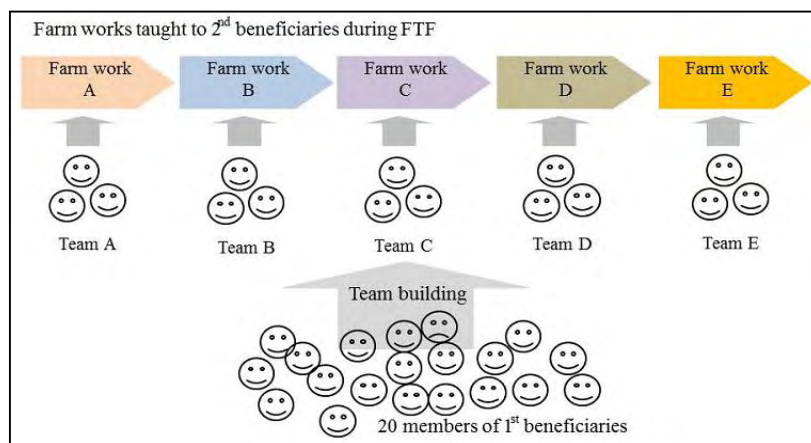 Farm works taught to 2nd beneficiaries during FTF
Farm work
A
Farm work
B
Farm work
C
Farm work
D
Farm work
E
Team A
Team B
Team C
Team D
Team E
Team building
20 members of 1st beneficiaries